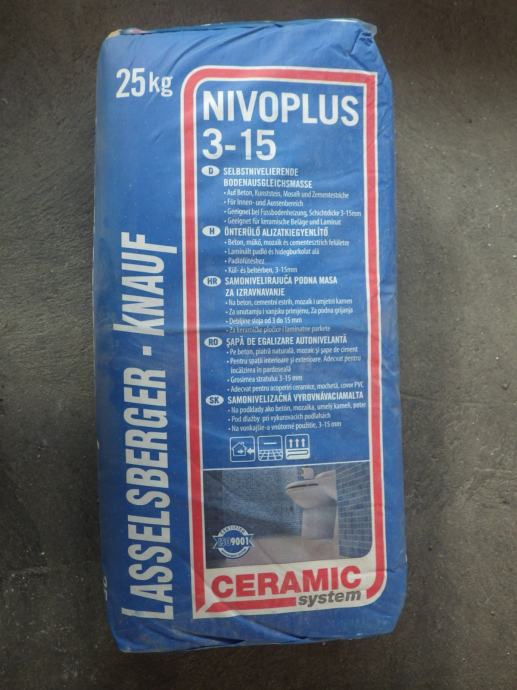 25kg
NIVOPLUS
3-15
D SELBSTNIVELIERENDE
BODENAUSGLEICHSMASSE
• Auf Beton, Kunststein, Mosaik und Zementestriche
• Für Innen- und Aussenbereich
• Geeignet bei Fussbodenheizung, Schichtdicke 3-15mm
• Geeignet für keramische Beläge und Laminat
H ÖNTERÜLŐ ALJZATKIEGYENLÍTŐ
• Beton, műkő, mozaik és cementesztrich felületre
• Laminált padló és hidegburkolat alá
• Padlófűtéshez
• Kül- és beltérben, 3-15mm
HR SAMONIVELIRAJUĆA PODNA MASA
ZA IZRAVNAVANJE
• Na beton, cementni estrih, mozaik i umjetni kamen
• Za unutarnju i vanjsku primjenu, Za podna grijanja
• Debljine sloja od 3 do 15 mm
• Za keramičke pločice i laminatne parkete
RO ŞAPĂ DE EGALIZARE AUTONIVELANTĂ
• Pe beton, piatră naturală, mozaic şi şape de ciment
• Pentru spaţii interioare şi exterioare. Adecvat pentru
încălzirea în pardoseală
• Grosimea stratului 3-15 mm
• Adecvat pentru acoperiri ceramice, mochetă, covor PVC
SK SAMONIVELIZAČNÁ VYROVNÁVACIAMALTA
• Na podklady ako betón, mozaika, umelý kameň, poter
• Pod dlažby pri vykurovacích podlahách
• Na vonkajšie-a vnútorné použitie, 3-15 mm
LASSELSBERGER - KNAUF
ISO9001
CERAMIC
system